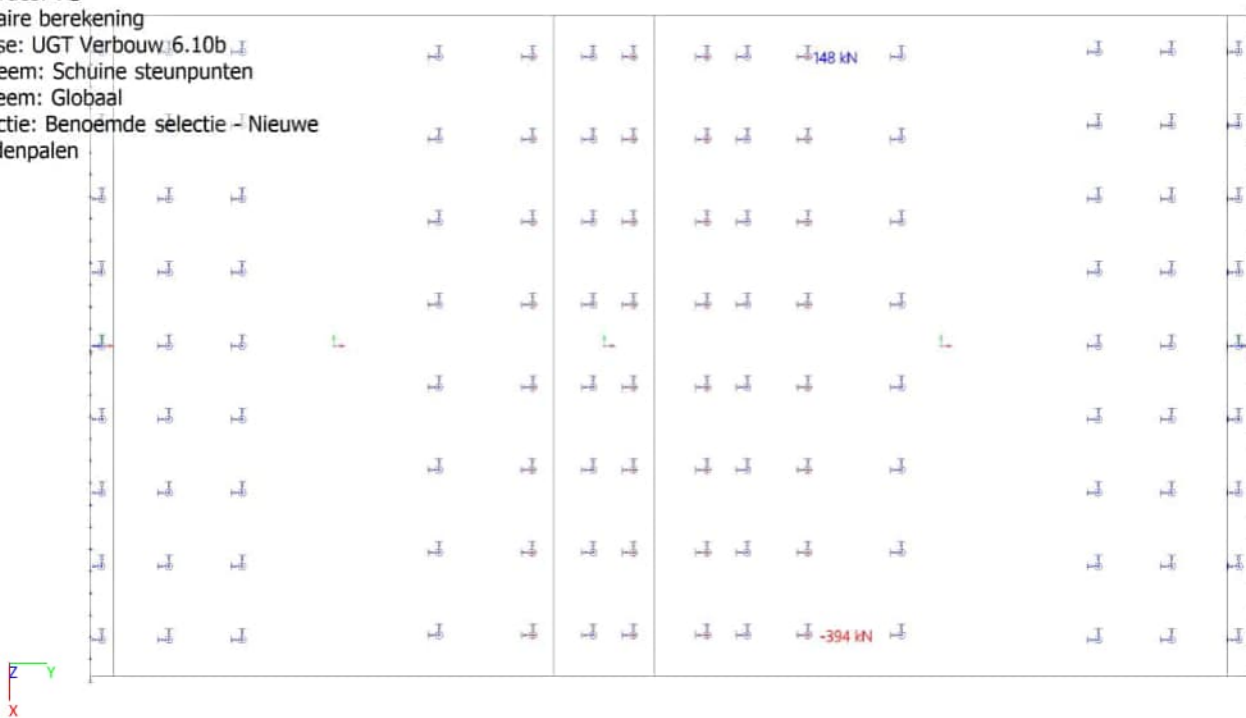 aire berekening
se: UGT Verbouw 6.10b
eem: Schuine steunpunten
eem: Globaal
ctie: Benoemde selectie - Nieuwe
denpalen
148 kN
-394 kN
Z Y
X